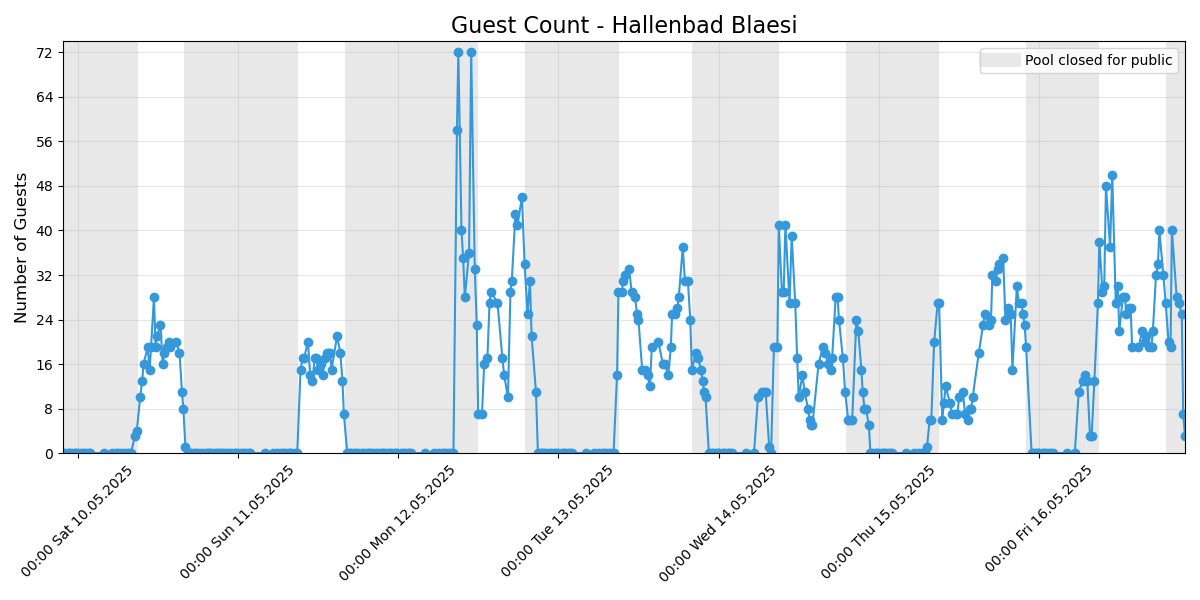 Guest Count - Hallenbad Blaesi
Pool closed for public
Number of Guests
72
64
56
48
40
32
24
16
8
0
00:00 Sat 10.05.2025
00:00 Sun 11.05.2025
00:00 Mon 12.05.2025
00:00 Tue 13.05.2025
00:00 Wed 14.05.2025
00:00 Thu 15.05.2025
00:00 Fri 16.05.2025